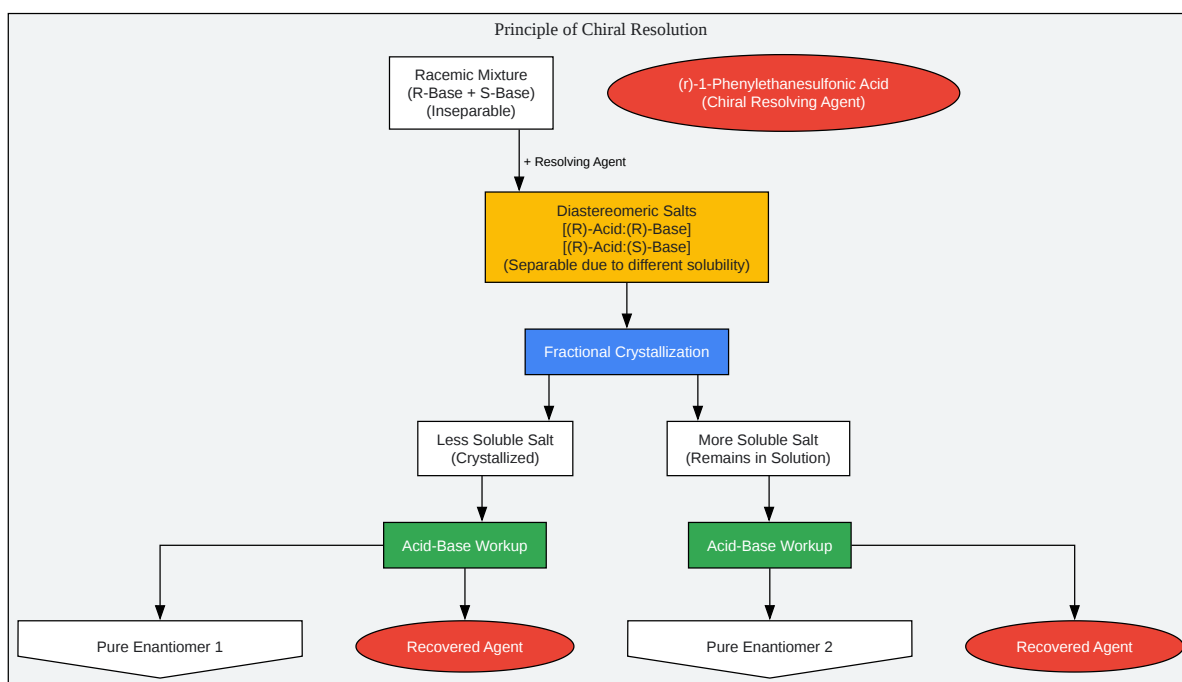 Principle of Chiral Resolution
Racemic Mixture
(R-Base + S-Base)
(Inseparable)
(r)-1-Phenylethanesulfonic Acid
(Chiral Resolving Agent)
+ Resolving Agent
Diastereomeric Salts
[(R)-Acid:(R)-Base]
[(R)-Acid:(S)-Base]
(Separable due to different solubility)
Fractional Crystallization
Less Soluble Salt
(Crystallized)
More Soluble Salt
(Remains in Solution)
Acid-Base Workup
Acid-Base Workup
Pure Enantiomer 1
Recovered Agent
Pure Enantiomer 2
Recovered Agent